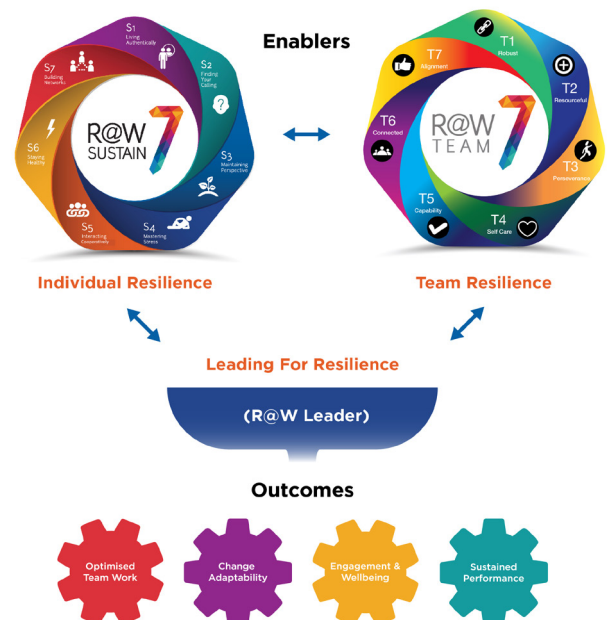 Enablers
S1
Living
Authentically
S2
Finding
Your
Calling
S3
Maintaining
Perspective
S4
Mastering
Stress
S5
Interacting
Cooperatively
S6
Staying
Healthy
S7
Building
Networks
R@W 7
SUSTAIN
T1
Robust
T2
Resourceful
T3
Perseverance
T4
Self Care
T5
Capability
T6
Connected
T7
Alignment
R@W 7
TEAM
Individual Resilience
Team Resilience
Leading For Resilience
(R@W Leader)
Outcomes
Optimised
Team Work
Change
Adaptability
Engagement &
Wellbeing
Sustained
Performance